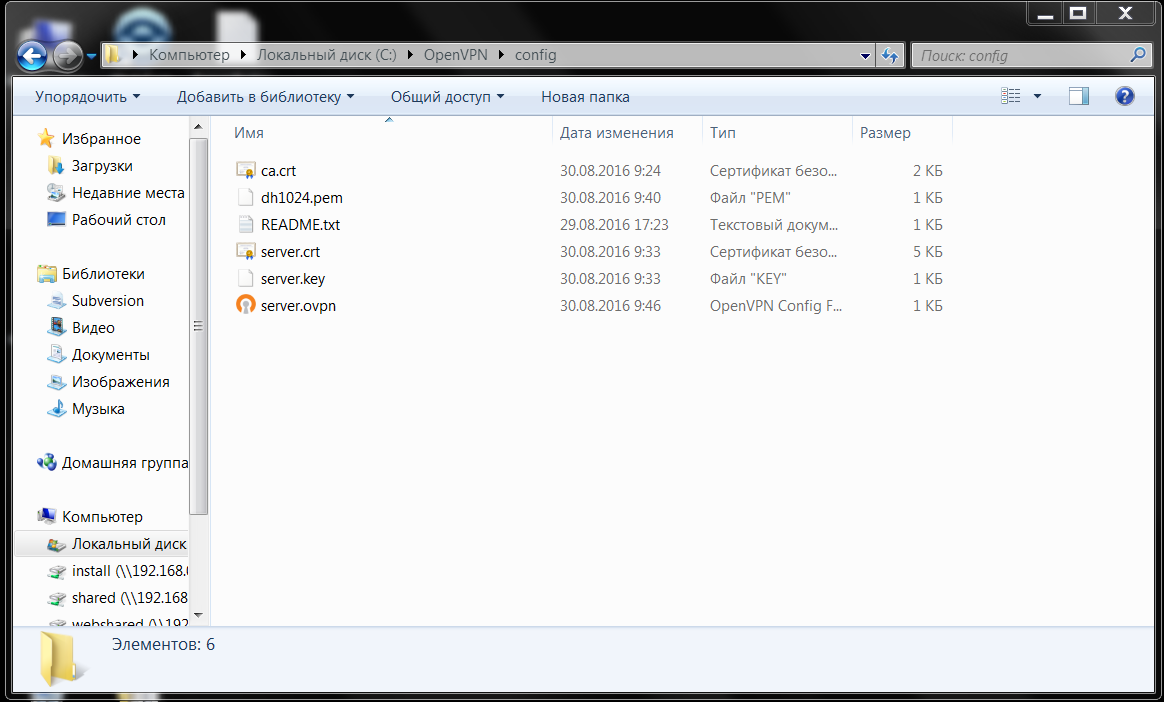 Компьютер Локальный диск (C:) OpenVPN config
Поиск: config
Упорядочить Добавить в библиотеку Общий доступ Новая папка
Избранное
Загрузки
Недавние места
Рабочий стол
Библиотеки
Subversion
Видео
Документы
Изображения
Музыка
Домашняя группа
Компьютер
Локальный диск
install (\\192.168.
shared (\\192.168
webshared (\\192
Имя Дата изменения Тип Размер
ca.crt 30.08.2016 9:24 Сертификат безо... 2 КБ
dh1024.pem 30.08.2016 9:40 Файл "PEM" 1 КБ
README.txt 29.08.2016 17:23 Текстовый докум... 1 КБ
server.crt 30.08.2016 9:33 Сертификат безо... 5 КБ
server.key 30.08.2016 9:33 Файл "KEY" 1 КБ
server.ovpn 30.08.2016 9:46 OpenVPN Config F... 1 КБ
Элементов: 6